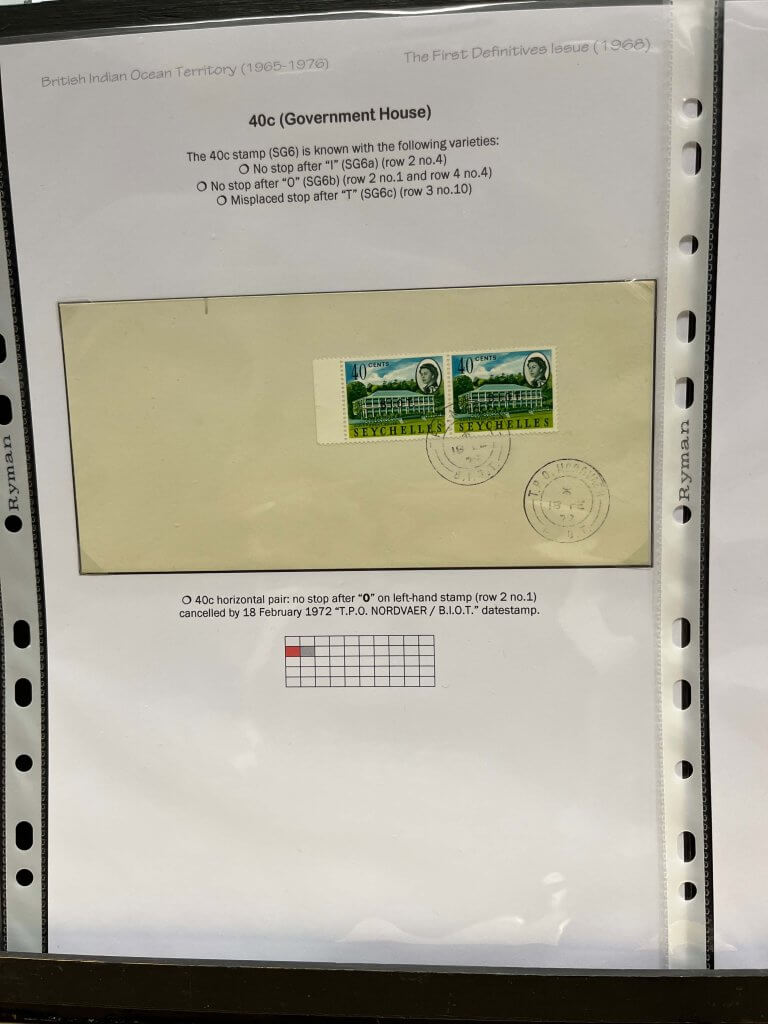 British Indian Ocean Territory (1965-1976)
The First Definitives Issue (1968)
40c (Government House)
The 40c stamp (SG6) is known with the following varieties:
❍ No stop after “I” (SG6a) (row 2 no.4)
❍ No stop after “O” (SG6b) (row 2 no.1 and row 4 no.4)
❍ Misplaced stop after “T” (SG6c) (row 3 no.10)
40 CENTS
SEYCHELLES
40 CENTS
SEYCHELLES
B.I.O.T.
T.P.O. NORDVAER
18 FE
72
❍ 40c horizontal pair: no stop after “O” on left-hand stamp (row 2 no.1)
cancelled by 18 February 1972 “T.P.O. NORDVAER / B.I.O.T.” datestamp.
Ryman
Ryman